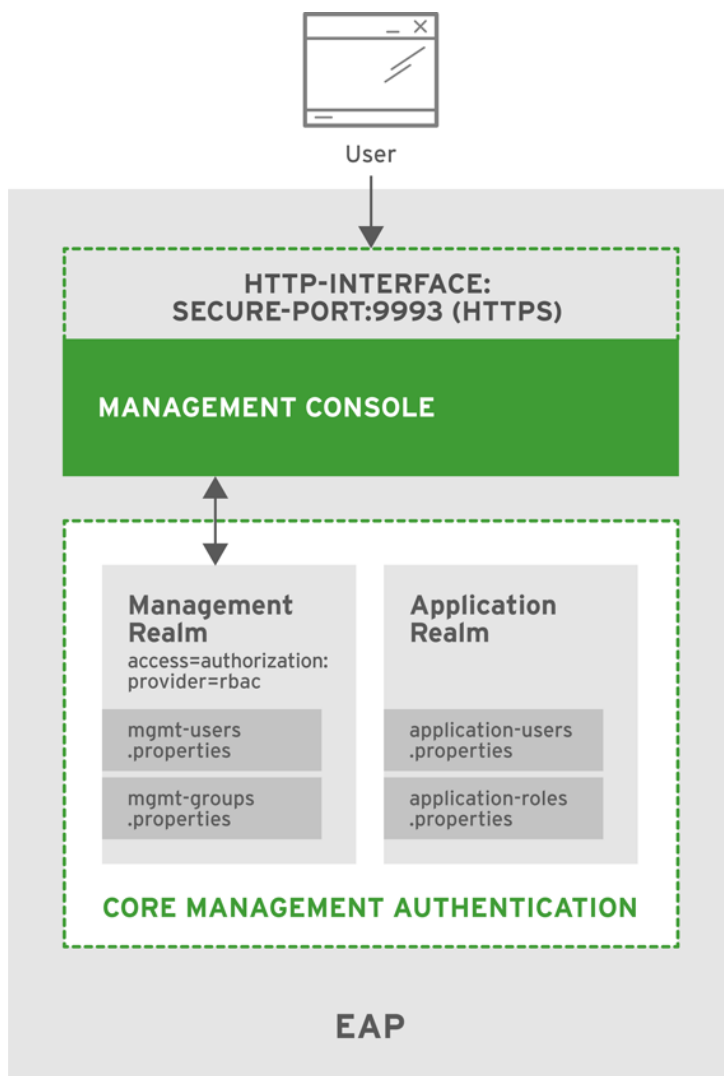 User
HTTP-INTERFACE:
SECURE-PORT:9993 (HTTPS)
MANAGEMENT CONSOLE
Management
Realm
access=authorization:
provider=rbac
mgmt-users
.properties
mgmt-groups
.properties
Application
Realm
application-users
.properties
application-roles
.properties
CORE MANAGEMENT AUTHENTICATION
EAP